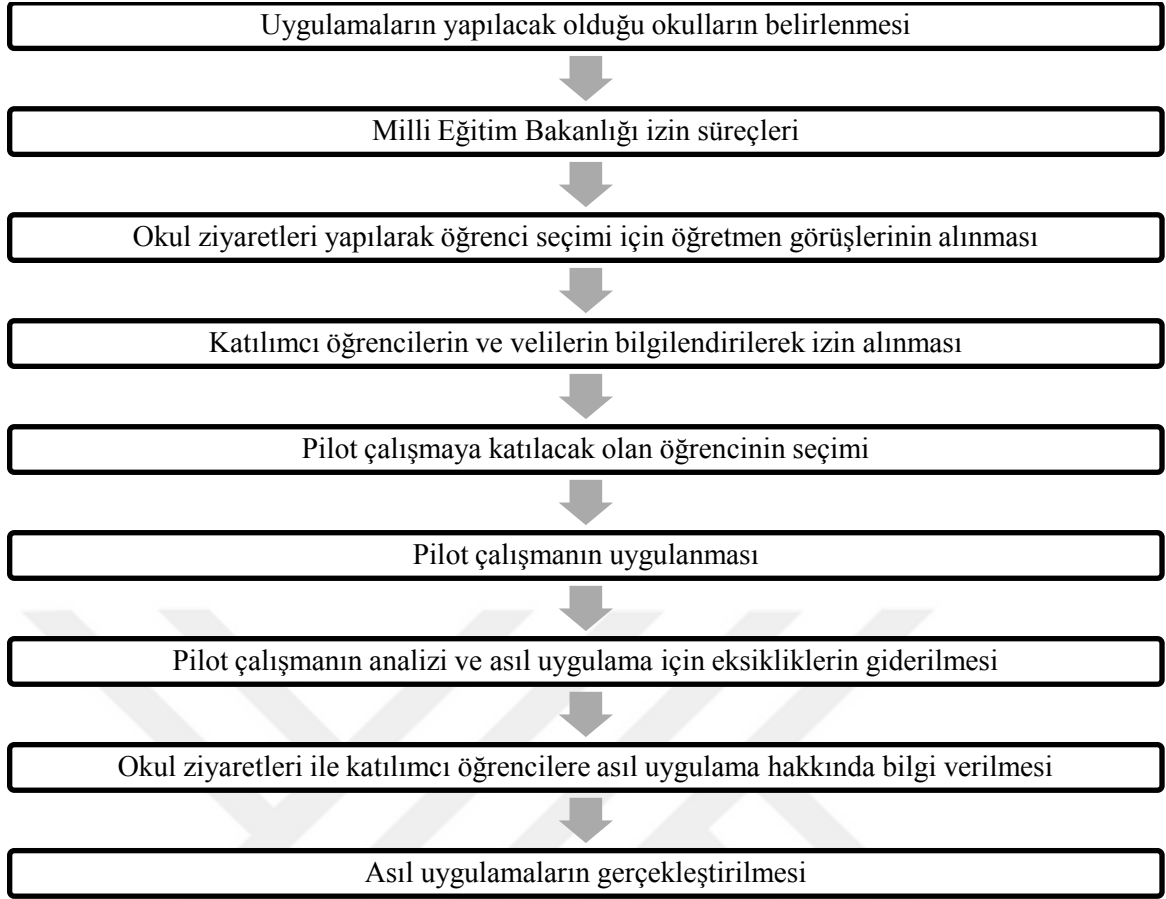 Uygulamaların yapılacak olduğu okulların belirlenmesi
Milli Eğitim Bakanlığı izin süreçleri
Okul ziyaretleri yapılarak öğrenci seçimi için öğretmen görüşlerinin alınması
Katılımcı öğrencilerin ve velilerin bilgilendirilerek izin alınması
Pilot çalışmaya katılacak olan öğrencinin seçimi
Pilot çalışmanın uygulanması
Pilot çalışmanın analizi ve asıl uygulama için eksikliklerin giderilmesi
Okul ziyaretleri ile katılımcı öğrencilere asıl uygulama hakkında bilgi verilmesi
Asıl uygulamaların gerçekleştirilmesi